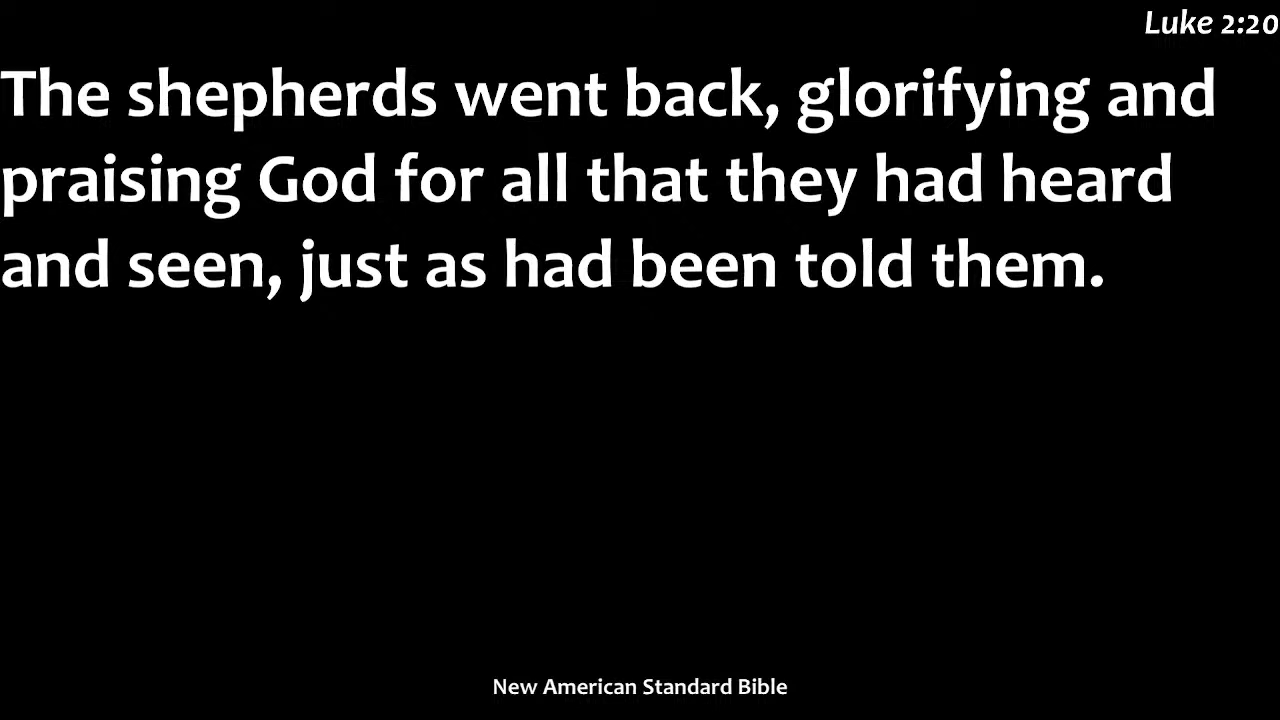 Luke 2:20
The shepherds went back, glorifying and
praising God for all that they had heard
and seen, just as had been told them.
New American Standard Bible